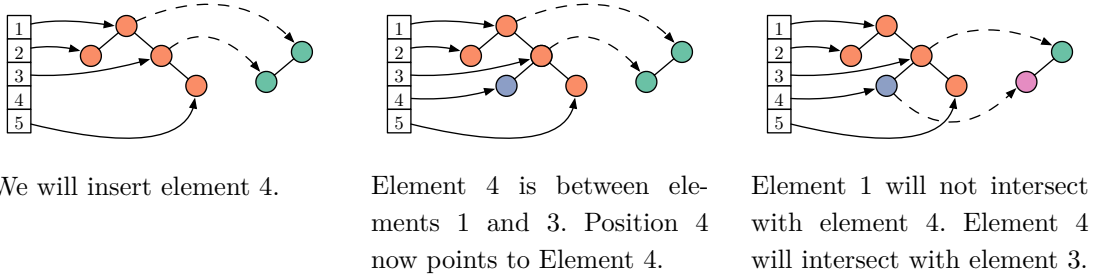 1
2
3
4
5
1
2
3
4
5
1
2
3
4
5
We will insert element 4.
Element 4 is between ele-
ments 1 and 3. Position 4
now points to Element 4.
Element 1 will not intersect
with element 4. Element 4
will intersect with element 3.